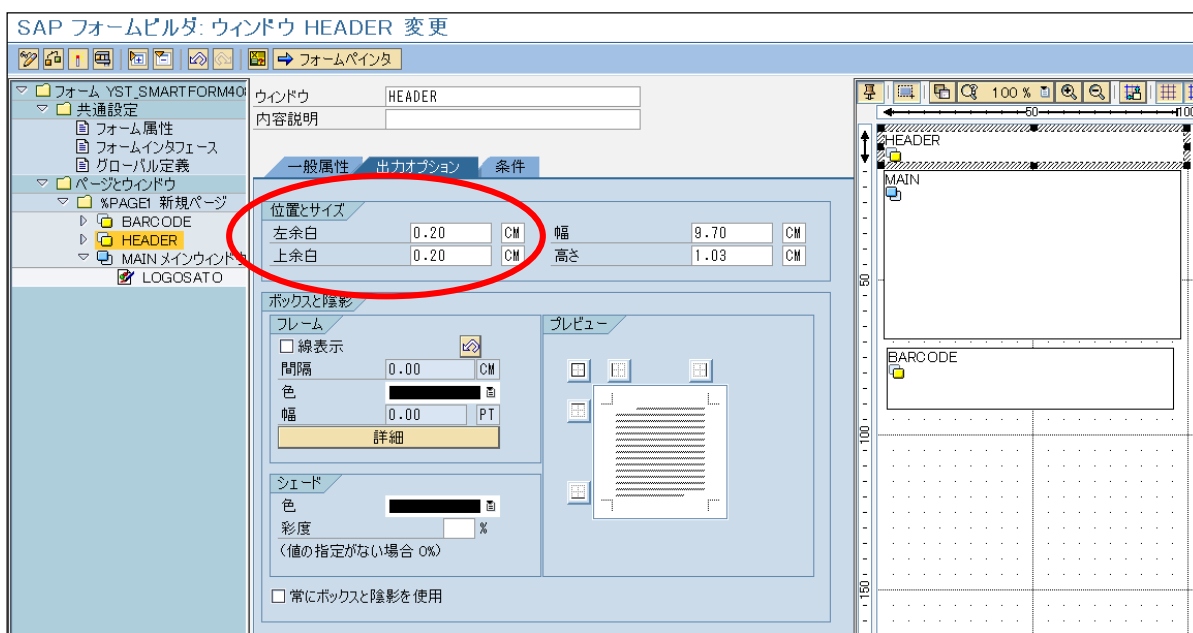 SAP フォームビルダ: ウィンドウ HEADER 変更
フォームペインタ
フォーム YST_SMARTFORM40
共通設定
フォーム属性
フォームインタフェース
グローバル定義
ページとウィンドウ
%PAGE1 新規ページ
BARCODE
HEADER
MAIN メインウィンドウ
LOGOSATO
ウィンドウ HEADER
内容説明
一般属性 出力オプション 条件
位置とサイズ
左余白 0.20 CM 幅 9.70 CM
上余白 0.20 CM 高さ 1.03 CM
ボックスと陰影
フレーム
線表示
間隔 0.00 CM
色
幅 0.00 PT
詳細
プレビュー
シェード
色
彩度 %
(値の指定がない場合 0%)
常にボックスと陰影を使用
100 %
50 100
HEADER
MAIN
50
BARCODE
100
150